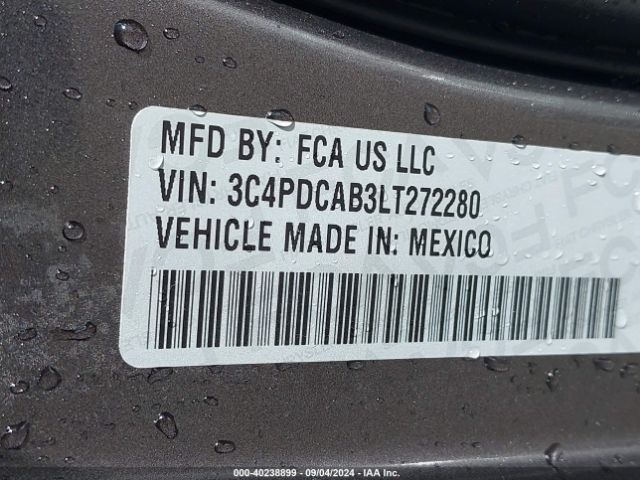 MFD BY: FCA US LLC
VIN: 3C4PDCAB3LT272280
VEHICLE MADE IN: MEXICO
000-40238899 - 09/04/2024 - IAA Inc.